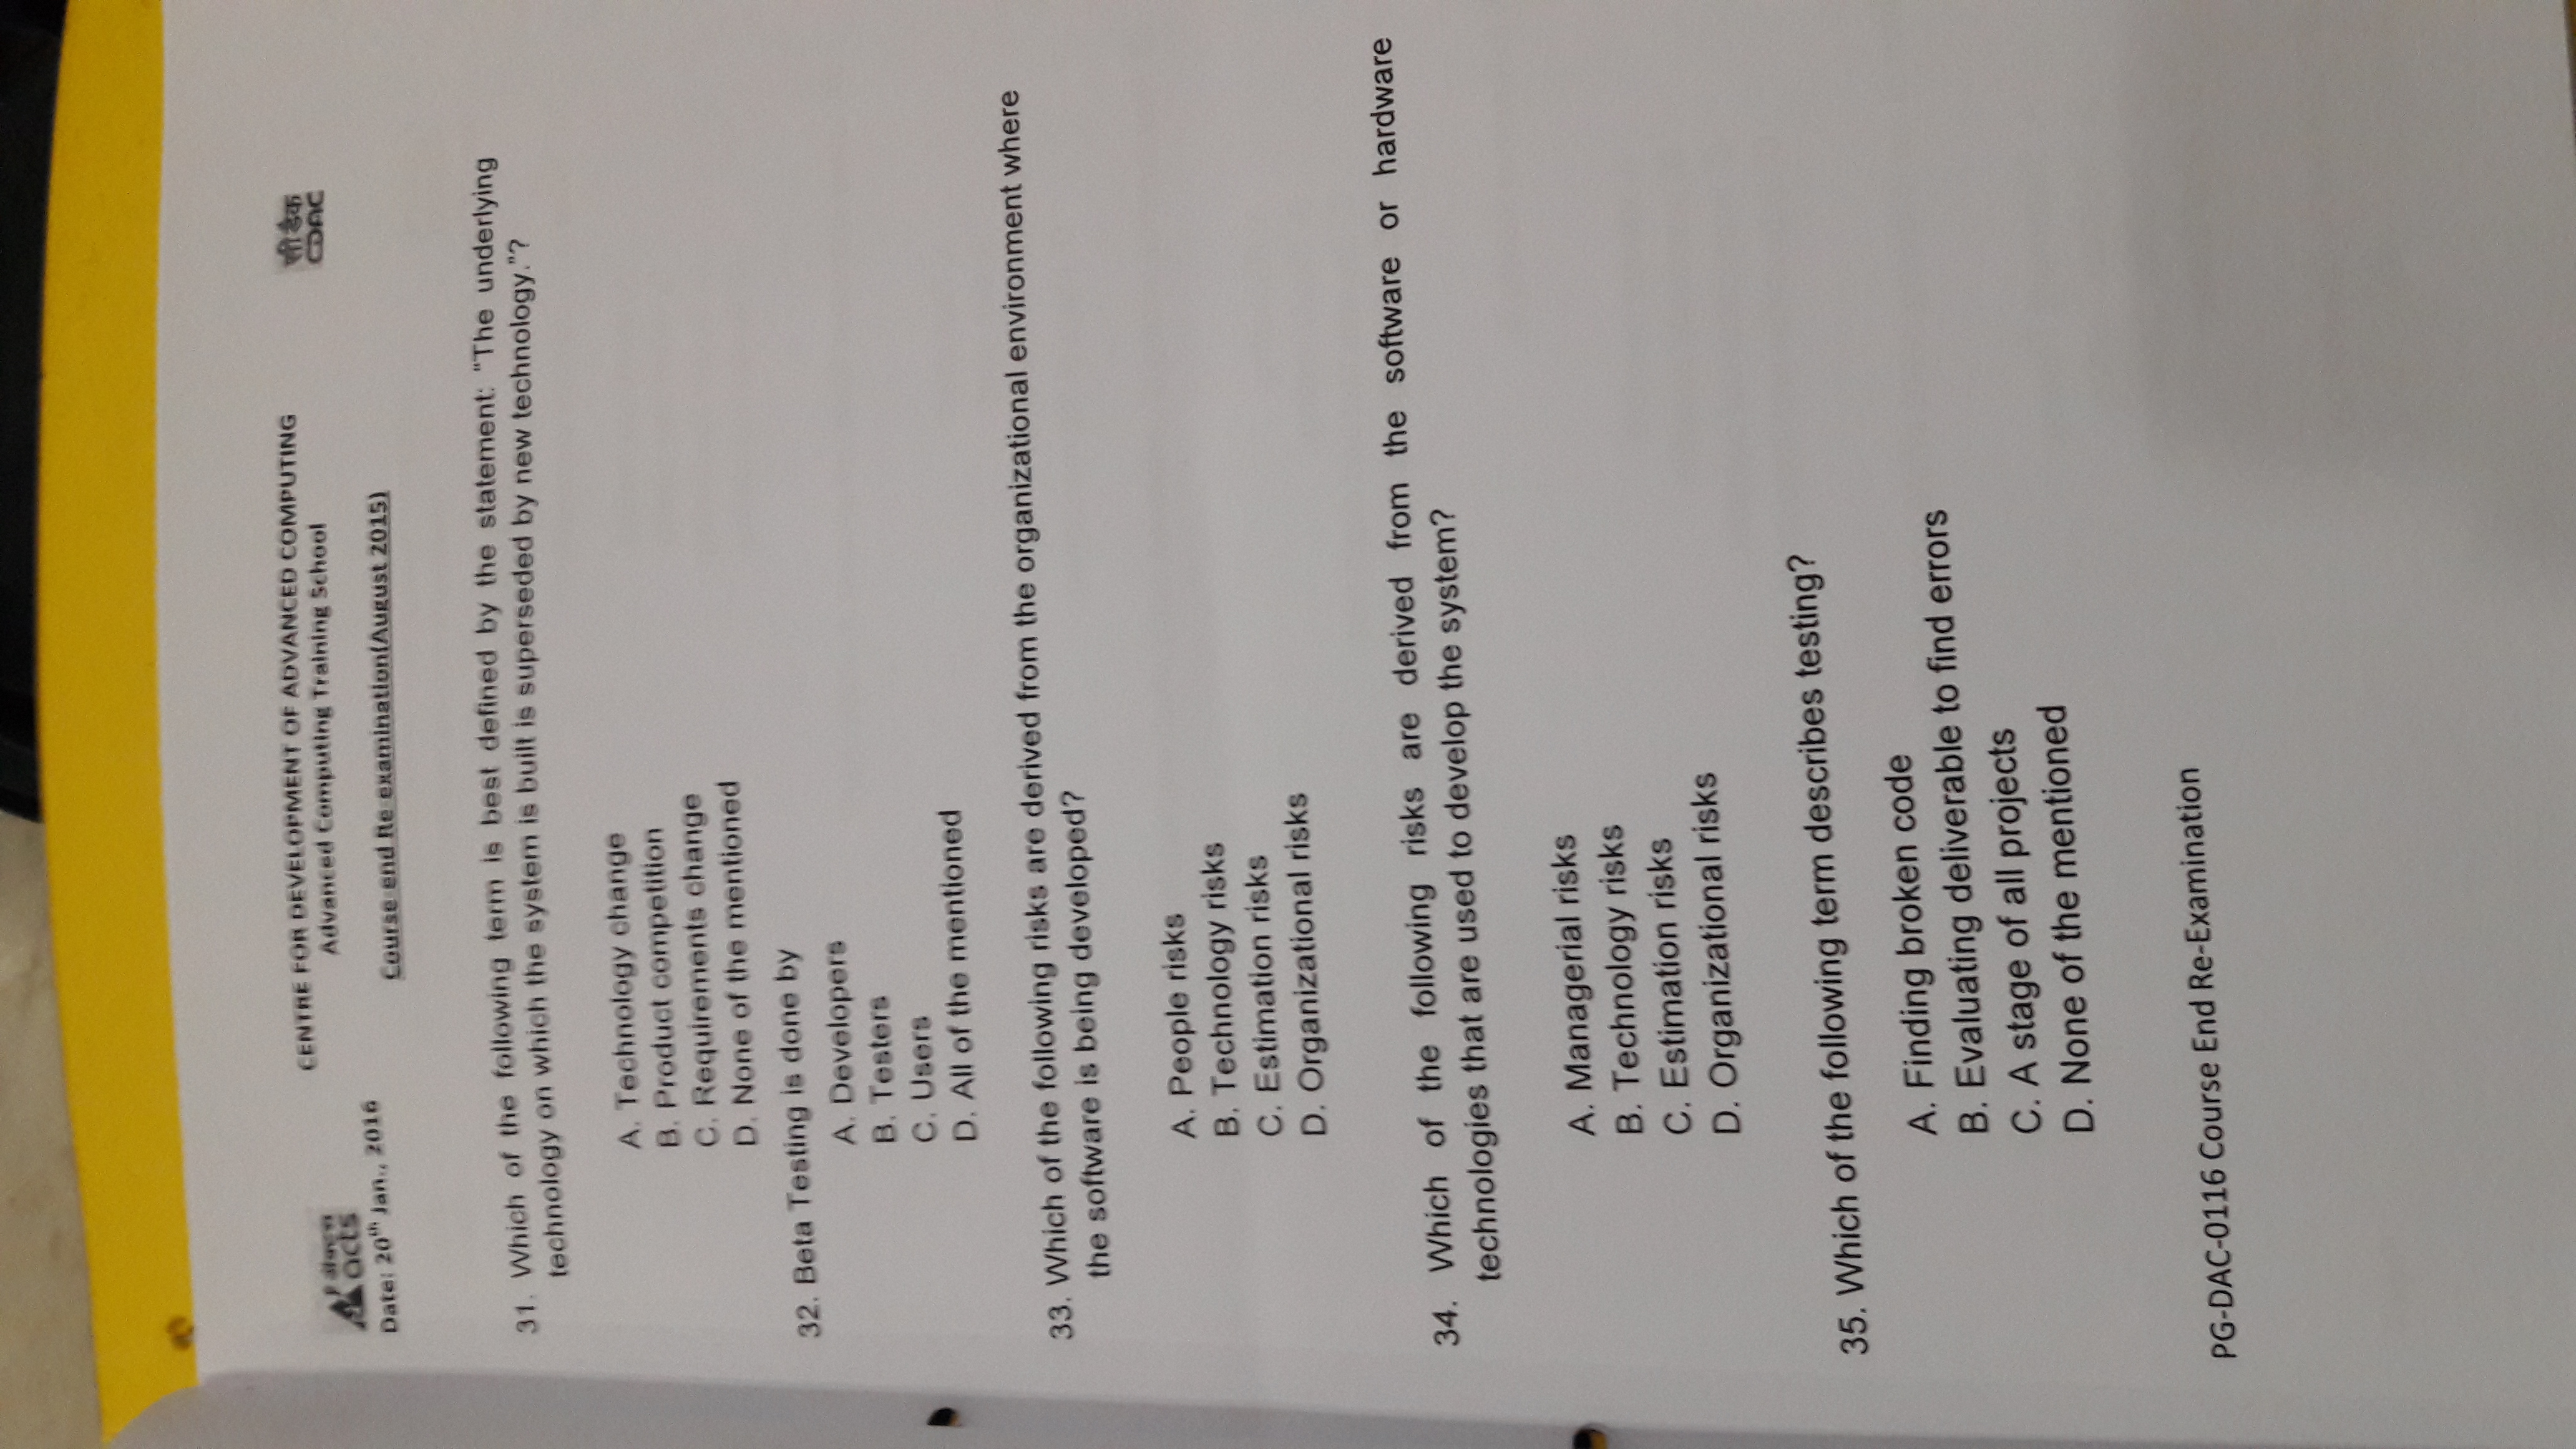 CENTRE FOR DEVELOPMENT OF ADVANCED COMPUTING
Advanced Computing Training School
acts
सी डैक
CDAC
Date: 20th Jan., 2016
Course end Re examination(August 2015)
31. Which of the following term is best defined by the statement: "The underlying
technology on which the system is built is superseded by new technology."?
A. Technology change
B. Product competition
C. Requirements change
D. None of the mentioned
32. Beta Testing is done by
A. Developers
B. Testers
C. Users
D. All of the mentioned
33. Which of the following risks are derived from the organizational environment where
the software is being developed?
A. People risks
B. Technology risks
C. Estimation risks
D. Organizational risks
34. Which of the following risks are derived from the software or hardware
technologies that are used to develop the system?
A. Managerial risks
B. Technology risks
C. Estimation risks
D. Organizational risks
35. Which of the following term describes testing?
A. Finding broken code
B. Evaluating deliverable to find errors
C. A stage of all projects
D. None of the mentioned
PG-DAC-0116 Course End Re-Examination